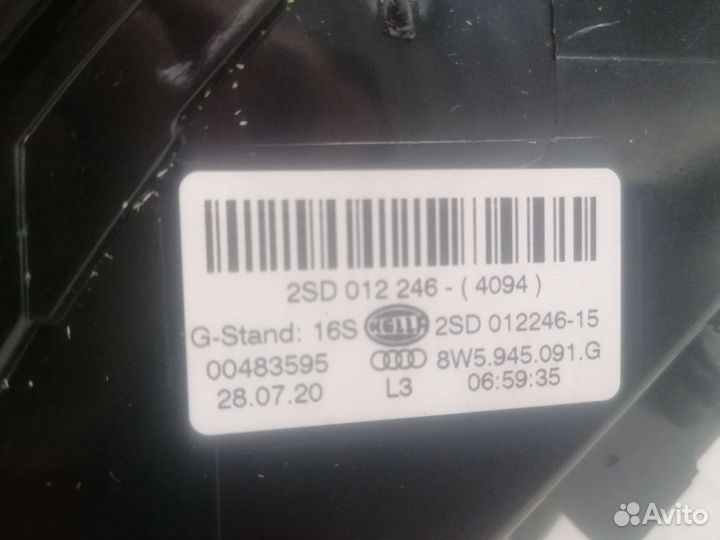 2SD 012 246 - ( 4094 )
G-Stand: 16S HELLA 2SD 012246-15
00483595 8W5.945.091.G
28.07.20 L3 06:59:35
Avito